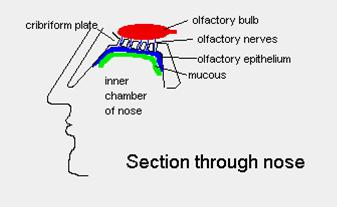 olfactory bulb
cribriform plate
olfactory nerves
olfactory epithelium
mucous
inner
chamber
of nose
Section through nose